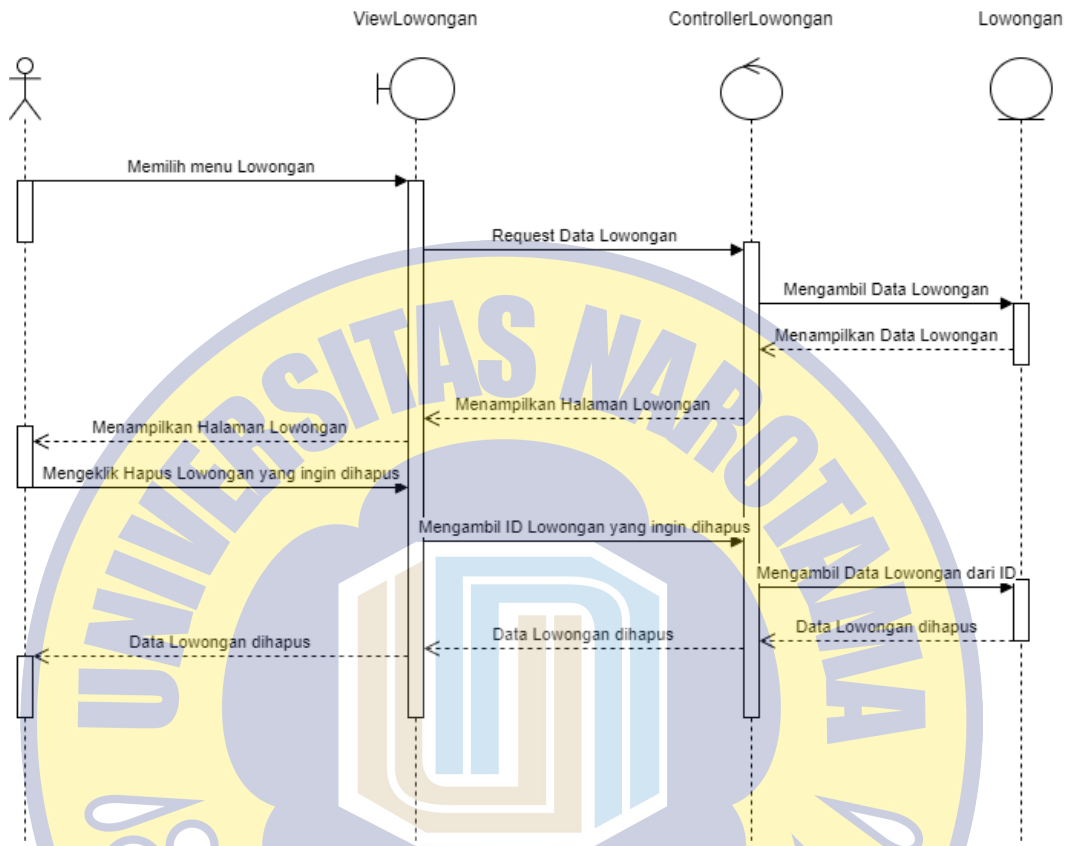 ViewLowongan
ControllerLowongan
Lowongan
Memilih menu Lowongan
Request Data Lowongan
Mengambil Data Lowongan
Menampilkan Data Lowongan
Menampilkan Halaman Lowongan
Menampilkan Halaman Lowongan
Mengeklik Hapus Lowongan yang ingin dihapus
Mengambil ID Lowongan yang ingin dihapus
Mengambil Data Lowongan dari ID
Data Lowongan dihapus
Data Lowongan dihapus
Data Lowongan dihapus
UNIVERSITAS NAROTAMA